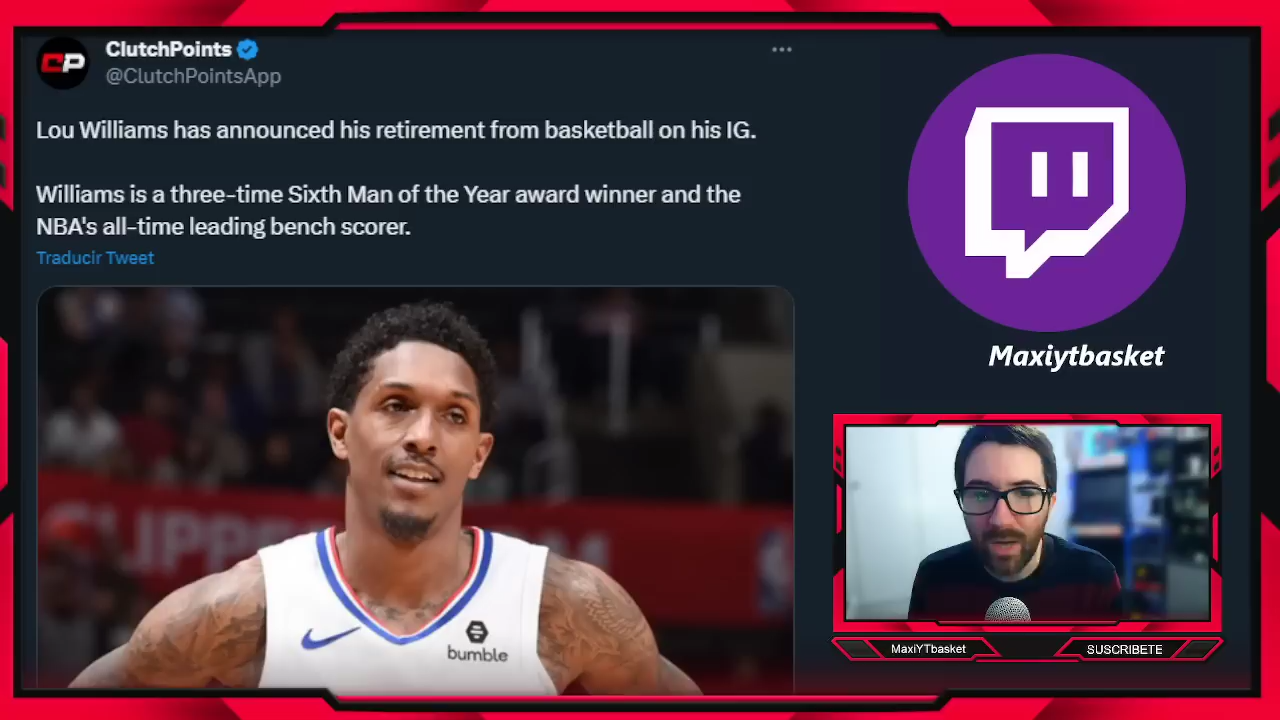 CP
ClutchPoints
@ClutchPointsApp
Lou Williams has announced his retirement from basketball on his IG.
Williams is a three-time Sixth Man of the Year award winner and the
NBA's all-time leading bench scorer.
Traducir Tweet
bumble
Maxiytbasket
MaxiYTbasket
SUSCRIBETE